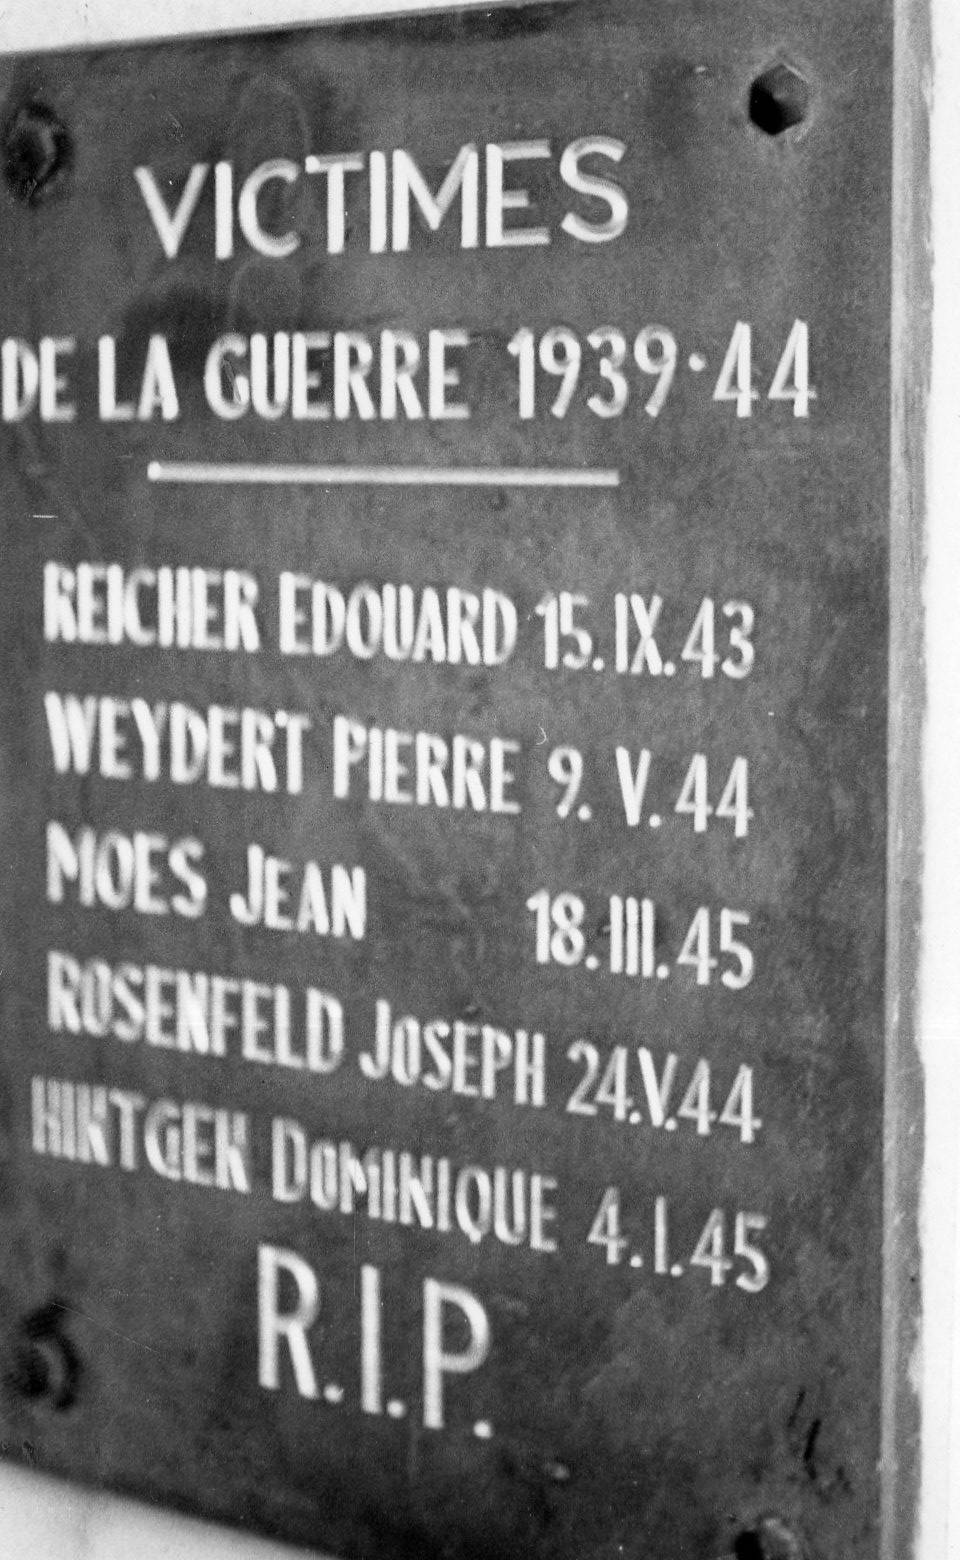 VICTIMES
DE LA GUERRE 1939·44
REICHER EDOUARD 15.IX.43
WEYDERT PIERRE 9. V. 44
MOES JEAN 18.III.45
ROSENFELD JOSEPH 24.V.44
HINTGEN DOMINIQUE 4.I.45
R.I.P.